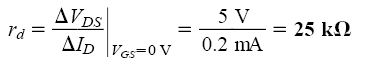 r_d = ΔV_DS / ΔI_D |_{V_GS=0 V} = 5 V / 0.2 mA = 25 kΩ